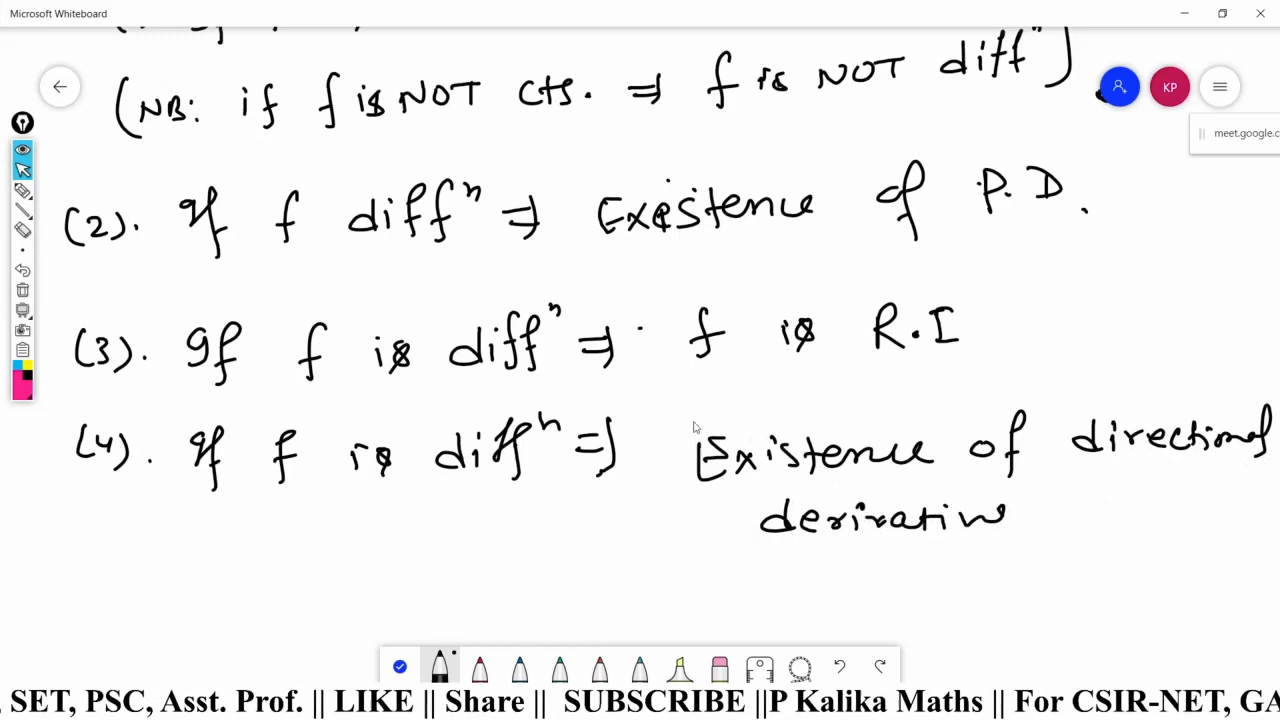 Microsoft Whiteboard
(NB: if f is NOT cts. ⇒ f is NOT diffⁿ)
KP
meet.google.c
(2). If f diffⁿ ⇒ Existence of P.D.
(3). If f is diffⁿ ⇒ f is R.I
(4). If f is diffⁿ ⇒ Existence of directional
derivative
, SET, PSC, Asst. Prof. || LIKE || Share || SUBSCRIBE ||P Kalika Maths || For CSIR-NET, GA